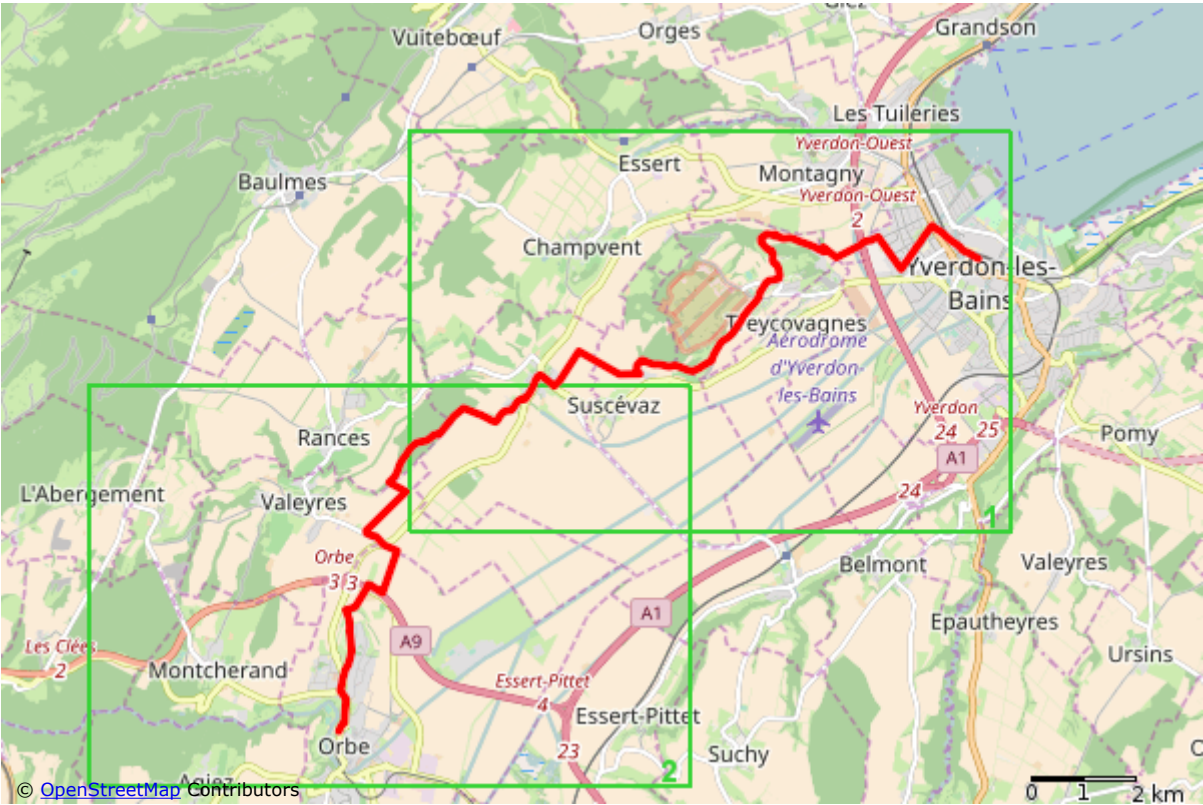 Giez
Vuitebœuf
Orges
Grandson
Les Tuileries
Yverdon-Ouest
Essert
Montagny
Baulmes
Yverdon-Ouest
2
Champvent
Yverdon-les-
Bains
Treycovagnes
Aérodrome
d'Yverdon-
les-Bains
Suscévaz
Yverdon
24
25
Rances
Pomy
A1
L'Abergement
24
Valeyres
1
Orbe
3
3
Belmont
Valeyres
A1
Epautheyres
A9
Les Clées
2
Ursins
Montcherand
Essert-Pittet
4
Essert-Pittet
Orbe
23
Suchy
2
Agiez
0 1 2 km
© OpenStreetMap Contributors